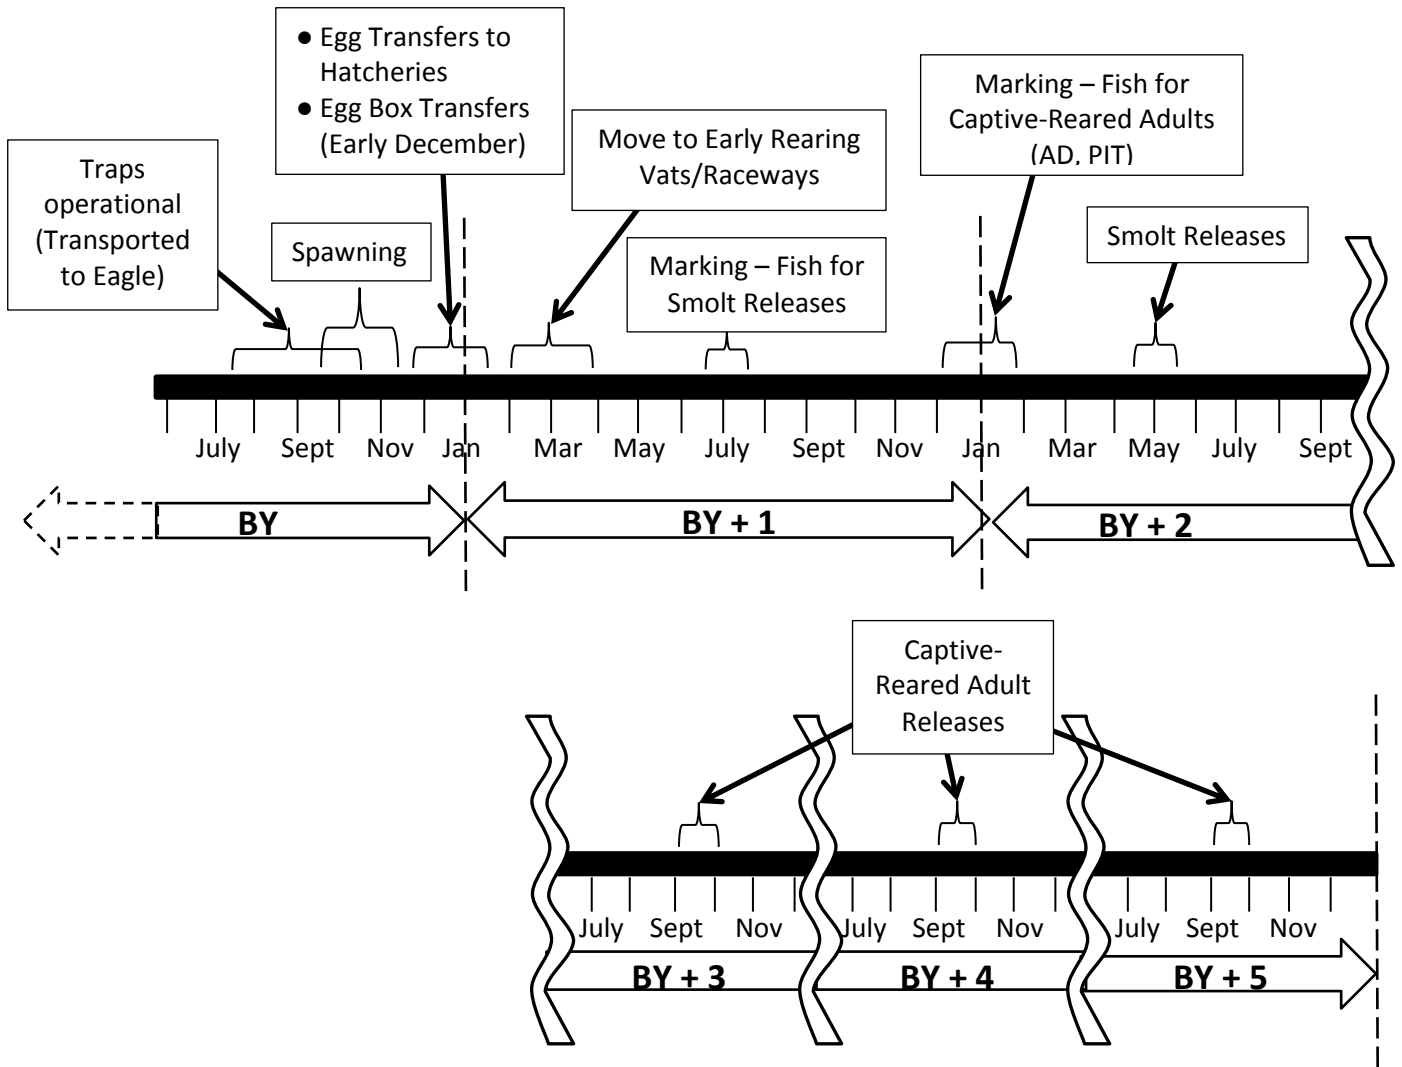 ● Egg Transfers to
Hatcheries
● Egg Box Transfers
(Early December)
Marking – Fish for
Captive-Reared Adults
(AD, PIT)
Move to Early Rearing
Vats/Raceways
Traps
operational
(Transported
to Eagle)
Spawning
Marking – Fish for
Smolt Releases
Smolt Releases
July Sept Nov Jan Mar May July Sept Nov Jan Mar May July Sept
BY BY + 1 BY + 2
Captive-
Reared Adult
Releases
July Sept Nov July Sept Nov July Sept Nov
BY + 3 BY + 4 BY + 5